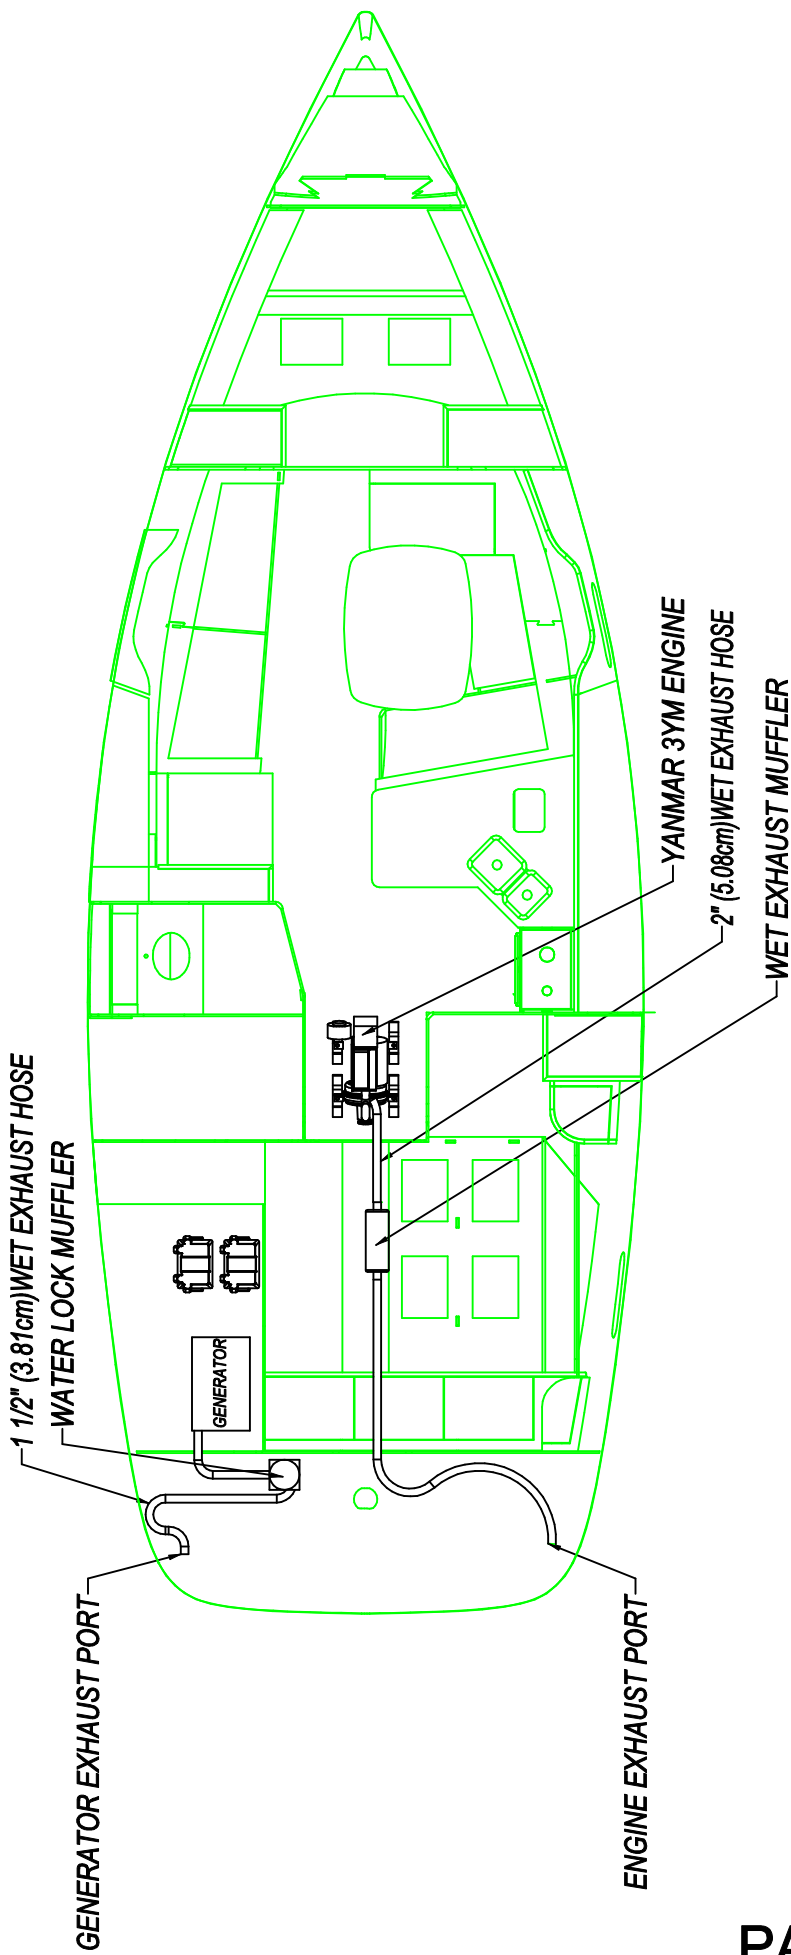 1 1/2" (3.81cm)WET EXHAUST HOSE
WATER LOCK MUFFLER
GENERATOR EXHAUST PORT
GENERATOR
YANMAR 3YM ENGINE
2" (5.08cm)WET EXHAUST HOSE
WET EXHAUST MUFFLER
ENGINE EXHAUST PORT
PA